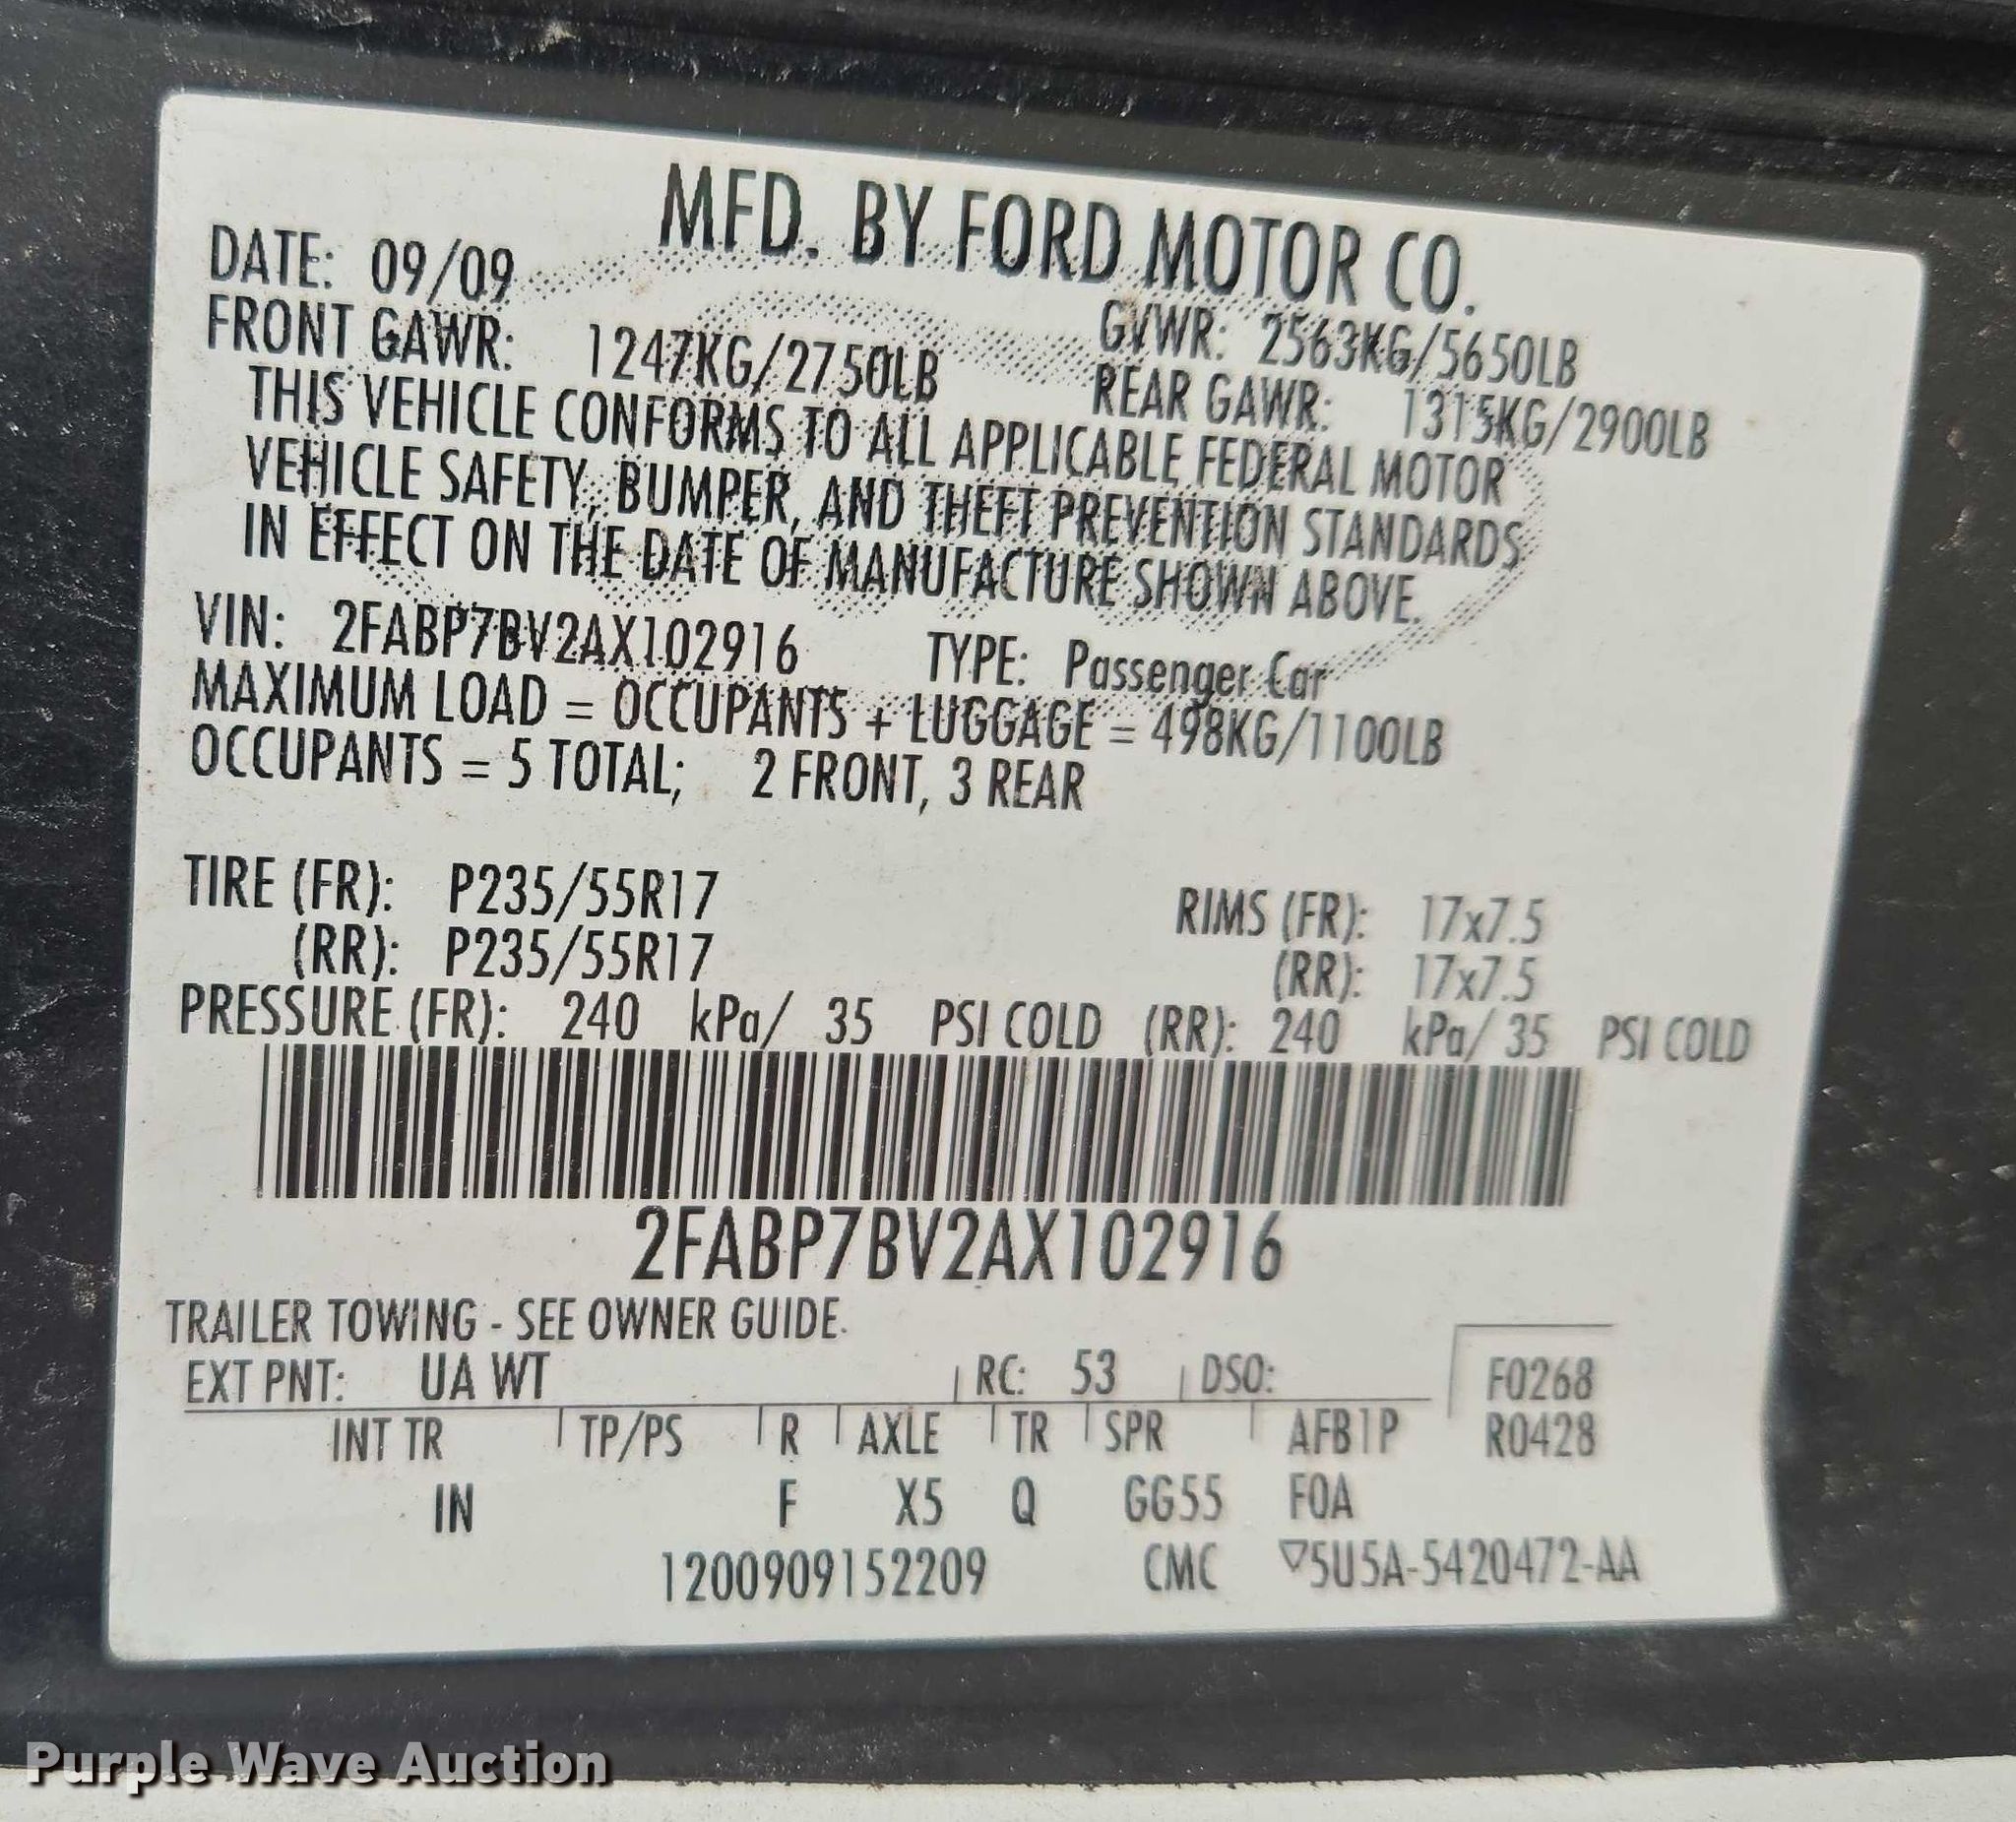 MFD. BY FORD MOTOR CO.
DATE: 09/09
GVWR: 2563KG/5650LB
FRONT GAWR: 1247KG/2750LB
REAR GAWR: 1315KG/2900LB
THIS VEHICLE CONFORMS TO ALL APPLICABLE FEDERAL MOTOR
VEHICLE SAFETY, BUMPER, AND THEFT PREVENTION STANDARDS
IN EFFECT ON THE DATE OF MANUFACTURE SHOWN ABOVE.
VIN: 2FABP7BV2AX102916 TYPE: Passenger Car
MAXIMUM LOAD = OCCUPANTS + LUGGAGE = 498KG/1100LB
OCCUPANTS = 5 TOTAL; 2 FRONT, 3 REAR
TIRE (FR): P235/55R17 RIMS (FR): 17x7.5
(RR): P235/55R17 (RR): 17x7.5
PRESSURE (FR): 240 kPa/ 35 PSI COLD (RR): 240 kPa/ 35 PSI COLD
2FABP7BV2AX102916
TRAILER TOWING - SEE OWNER GUIDE.
EXT PNT: UA WT RC: 53 DSO: F0268
INT TR TP/PS R AXLE TR SPR AFB1P R0428
IN F X5 Q GG55 F0A
1200909152209 CMC ▽5U5A-5420472-AA
Purple Wave Auction